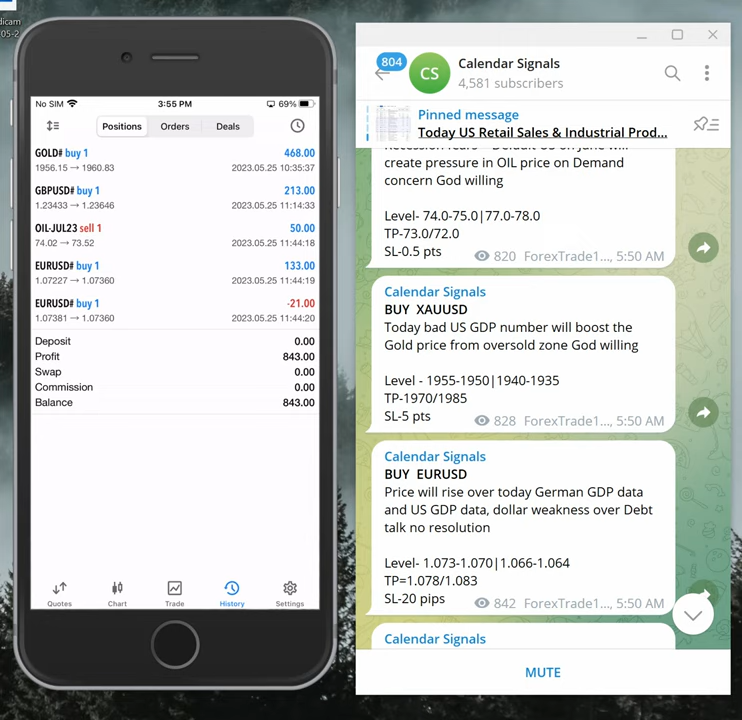 dicam
05-2
No SIM
3:55 PM
69%
Positions
Orders
Deals
GOLD# buy 1
468.00
1956.15 → 1960.83
2023.05.25 10:35:37
GBPUSD# buy 1
213.00
1.23433 → 1.23646
2023.05.25 11:14:33
OIL-JUL23 sell 1
50.00
74.02 → 73.52
2023.05.25 11:44:18
EURUSD# buy 1
133.00
1.07227 → 1.07360
2023.05.25 11:44:19
EURUSD# buy 1
-21.00
1.07381 → 1.07360
2023.05.25 11:44:20
Deposit
0.00
Profit
843.00
Swap
0.00
Commission
0.00
Balance
843.00
Quotes
Chart
Trade
History
Settings
804
CS
Calendar Signals
4,581 subscribers
Pinned message
Today US Retail Sales & Industrial Prod...
create pressure in OIL price on Demand
concern God willing
Level- 74.0-75.0|77.0-78.0
TP-73.0/72.0
SL-0.5 pts
820 ForexTrade1..., 5:50 AM
Calendar Signals
BUY XAUUSD
Today bad US GDP number will boost the
Gold price from oversold zone God willing
Level - 1955-1950|1940-1935
TP-1970/1985
SL-5 pts
828 ForexTrade1..., 5:50 AM
Calendar Signals
BUY EURUSD
Price will rise over today German GDP data
and US GDP data, dollar weakness over Debt
talk no resolution
Level- 1.073-1.070|1.066-1.064
TP=1.078/1.083
SL-20 pips
842 ForexTrade1..., 5:50 AM
Calendar Signals
MUTE